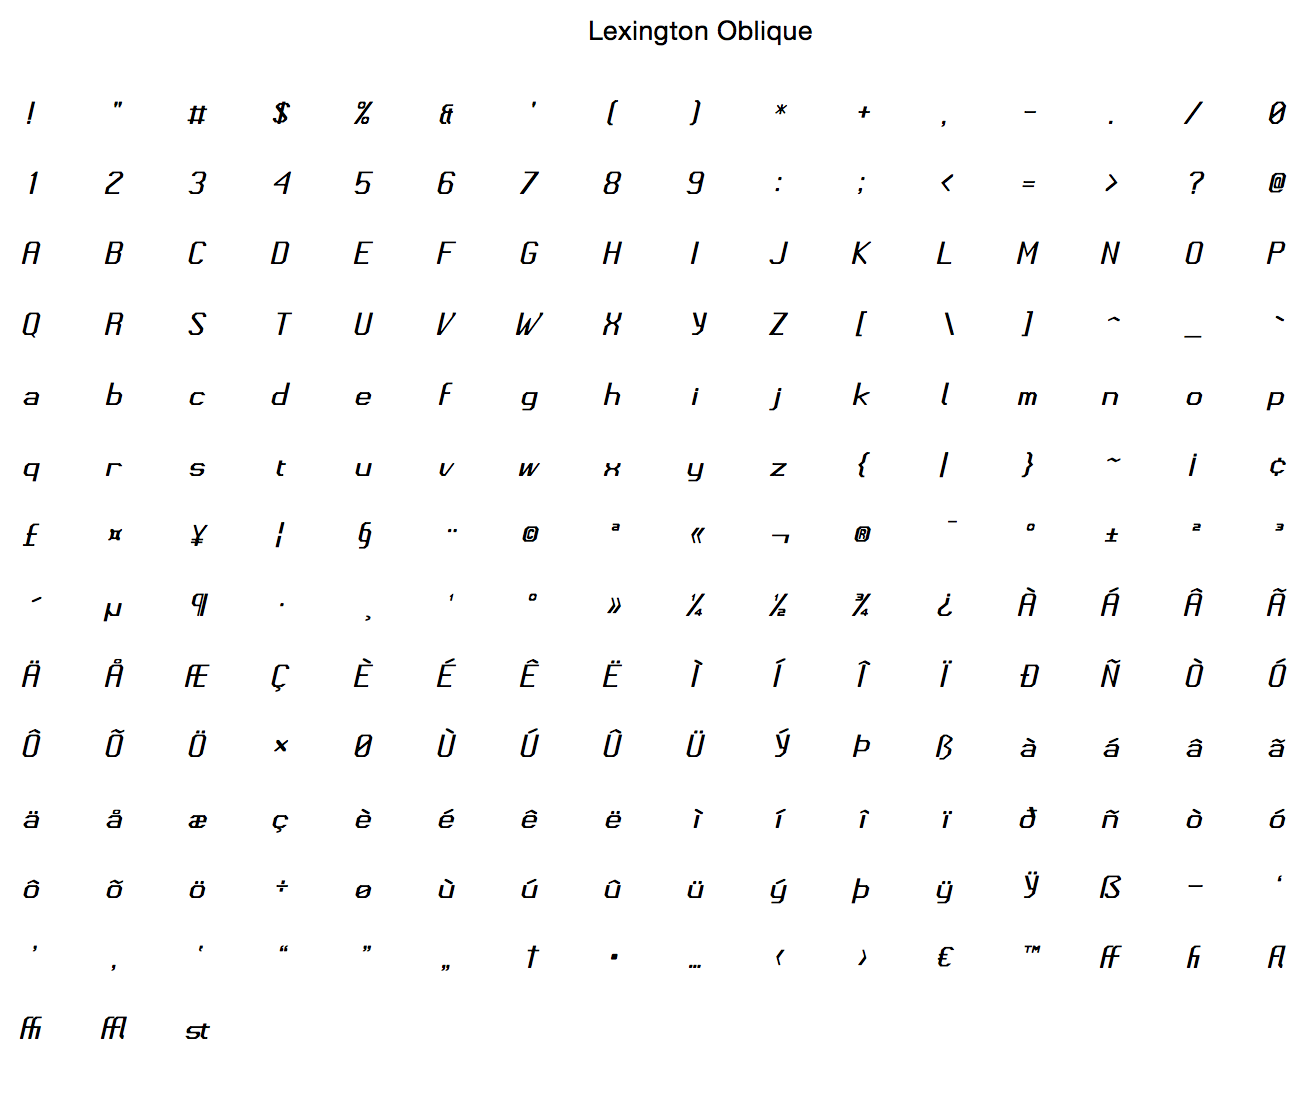 Lexington Oblique
! " # $ % & ' ( ) * + , - . / 0
1 2 3 4 5 6 7 8 9 : ; < = > ? @
A B C D E F G H I J K L M N O P
Q R S T U V W X Y Z [ \ ] ^ _ `
a b c d e f g h i j k l m n o p
q r s t u v w x y z { | } ~ ¡ ¢
£ ¤ ¥ ¦ § ¨ © ª « ¬ ® ¯ ° ± ² ³
´ µ ¶ · ¸ ¹ º » ¼ ½ ¾ ¿ À Á Â Ã
Ä Å Æ Ç È É Ê Ë Ì Í Î Ï Ð Ñ Ò Ó
Ô Õ Ö × Ø Ù Ú Û Ü Ý Þ ß à á â ã
ä å æ ç è é ê ë ì í î ï ð ñ ò ó
ô õ ö ÷ ø ù ú û ü ý þ ÿ Ÿ ẞ – ‘
’ ‚ ‛ “ ” „ † ▪ … ‹ › € ™ ff fi fl
ffi ffl st